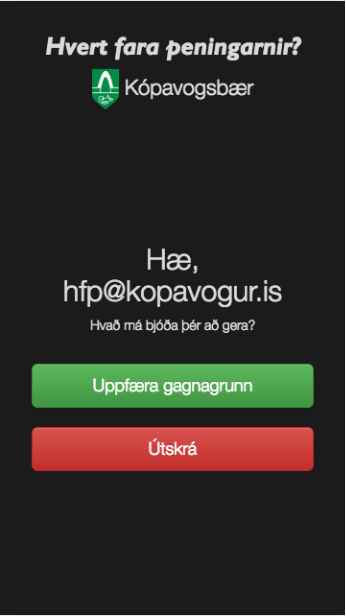 Hvert fara peningarnir?
Kópavogsbær
Hæ,
hfp@kopavogur.is
Hvað má bjóða þér að gera?
Uppfæra gagnagrunn
Útskrá